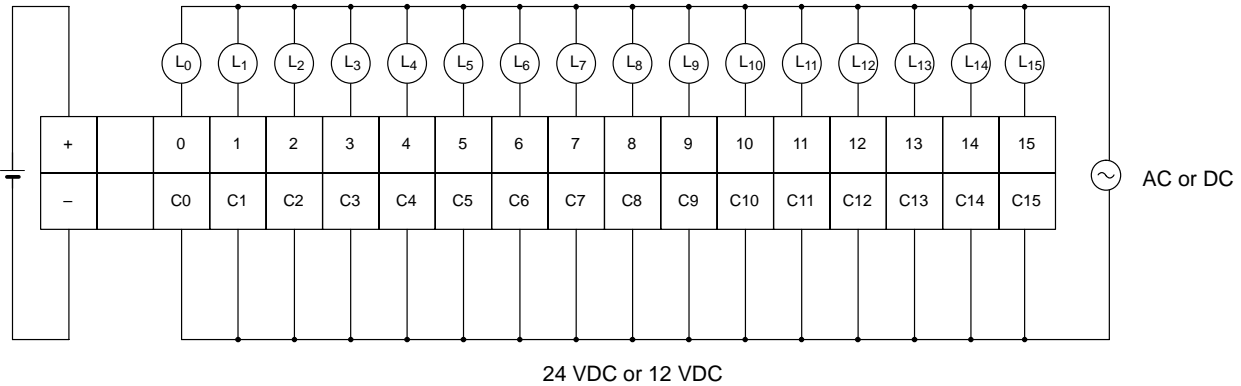 L0 L1 L2 L3 L4 L5 L6 L7 L8 L9 L10 L11 L12 L13 L14 L15
+ 0 1 2 3 4 5 6 7 8 9 10 11 12 13 14 15
– C0 C1 C2 C3 C4 C5 C6 C7 C8 C9 C10 C11 C12 C13 C14 C15
AC or DC
24 VDC or 12 VDC